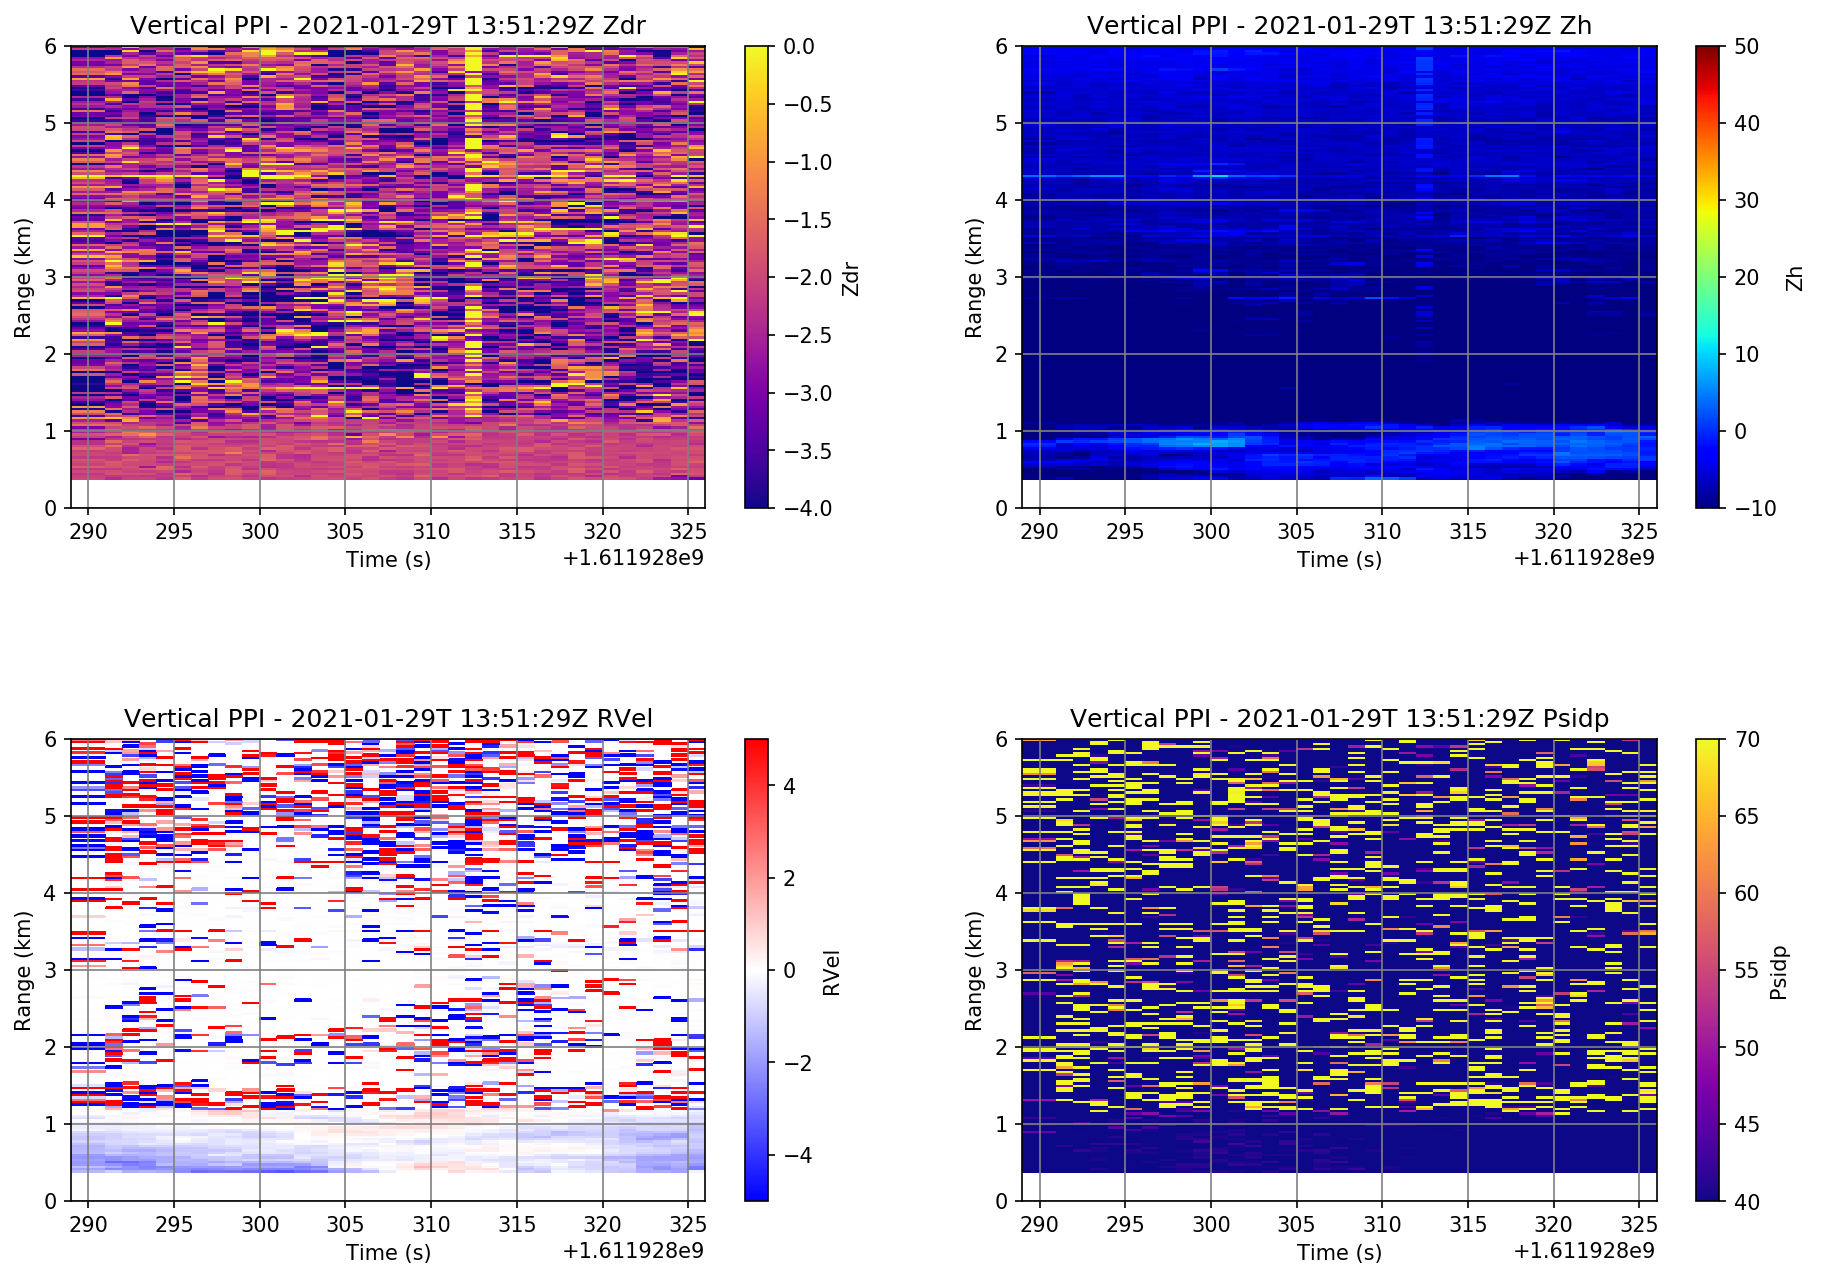 Vertical PPI - 2021-01-29T 13:51:29Z Zdr
6
5
4
3
2
1
0
Range (km)
290 295 300 305 310 315 320 325
Time (s)
+1.611928e9
0.0
−0.5
−1.0
−1.5
−2.0
−2.5
−3.0
−3.5
−4.0
Zdr
Vertical PPI - 2021-01-29T 13:51:29Z Zh
6
5
4
3
2
1
0
Range (km)
290 295 300 305 310 315 320 325
Time (s)
+1.611928e9
50
40
30
20
10
0
−10
Zh
Vertical PPI - 2021-01-29T 13:51:29Z RVel
6
5
4
3
2
1
0
Range (km)
290 295 300 305 310 315 320 325
Time (s)
+1.611928e9
4
2
0
−2
−4
RVel
Vertical PPI - 2021-01-29T 13:51:29Z Psidp
6
5
4
3
2
1
0
Range (km)
290 295 300 305 310 315 320 325
Time (s)
+1.611928e9
70
65
60
55
50
45
40
Psidp